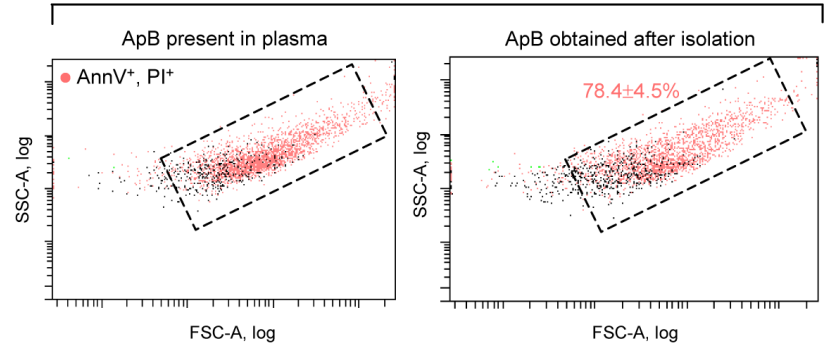 ApB present in plasma
AnnV⁺, PI⁺
SSC-A, log
FSC-A, log
ApB obtained after isolation
78.4±4.5%
SSC-A, log
FSC-A, log